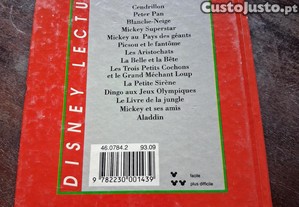 CustoJusto.pt
DISNEY LECTU
Cendrillon
Peter Pan
Blanche-Neige
Mickey Superstar
Mickey au Pays des géants
Picsou et le fantôme
Les Aristochats
La Belle et la Bête
Les Trois Petits Cochons
et le Grand Méchant Loup
La Petite Sirène
Dingo aux Jeux Olympiques
Le Livre de la jungle
Mickey et ses amis
Aladdin
46.0784.2 93.09
9 782230 001439
facile
plus difficile